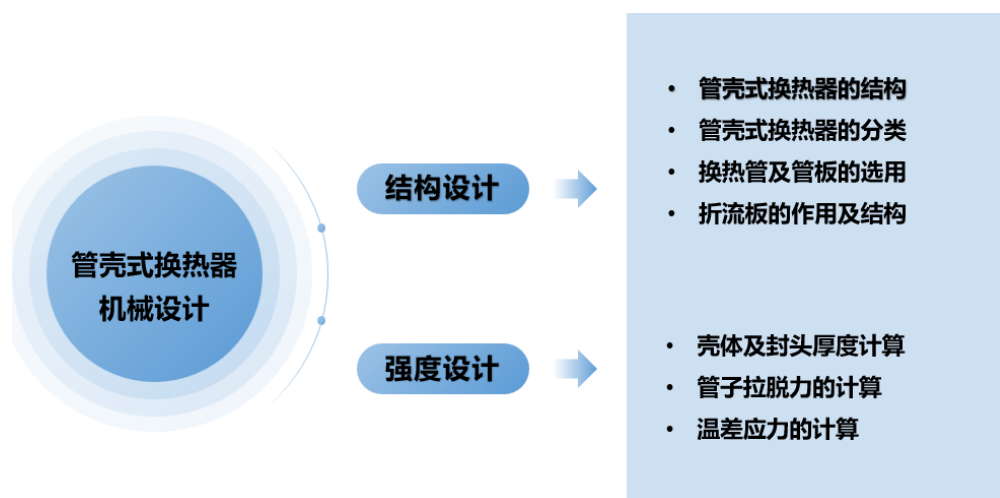 管壳式换热器
机械设计
结构设计
• 管壳式换热器的结构
• 管壳式换热器的分类
• 换热管及管板的选用
• 折流板的作用及结构
强度设计
• 壳体及封头厚度计算
• 管子拉脱力的计算
• 温差应力的计算